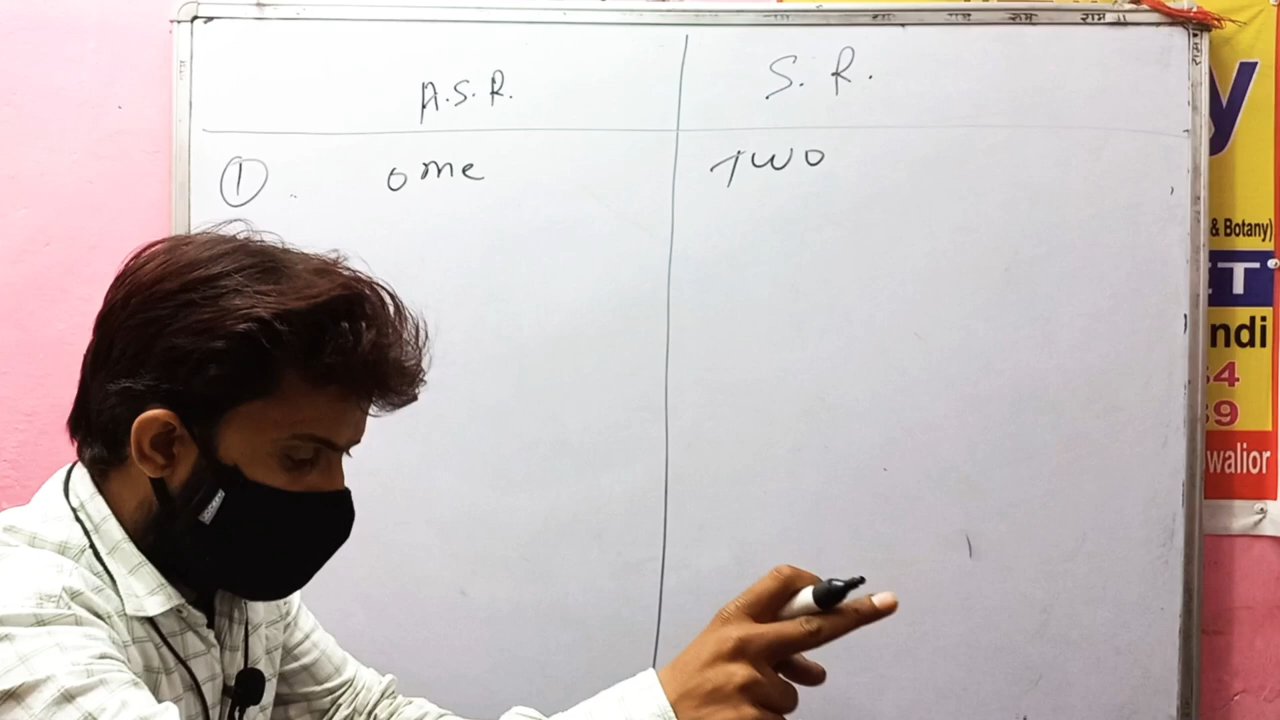 राम राम राम राम
A.S.R. S. R.
① one TWO
y
& Botany)
ET
ndi
54
39
walior